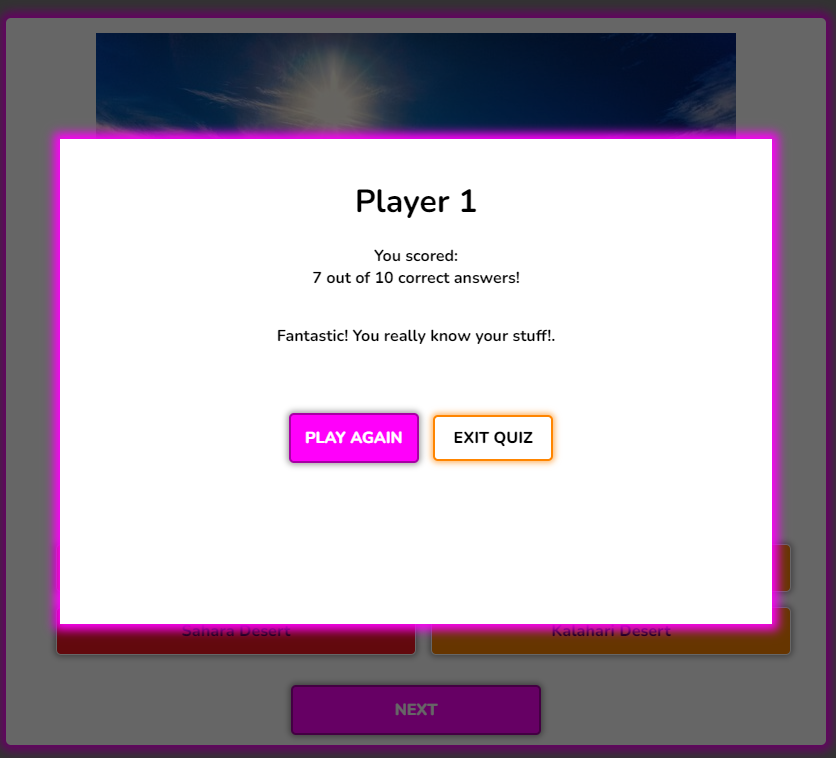 Player 1
You scored:
7 out of 10 correct answers!
Fantastic! You really know your stuff!.
PLAY AGAIN
EXIT QUIZ
Sahara Desert
Kalahari Desert
NEXT